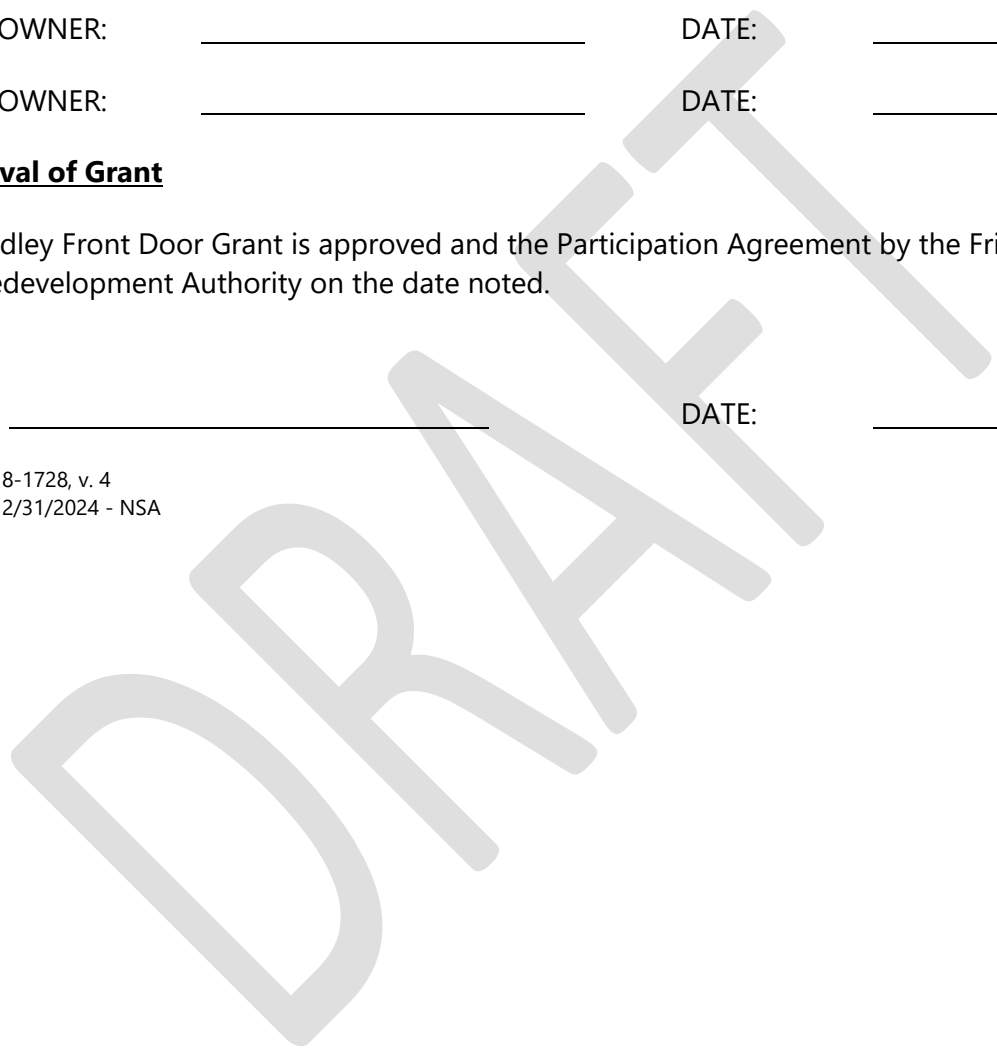 OWNER: DATE:
OWNER: DATE:
val of Grant
dley Front Door Grant is approved and the Participation Agreement by the Fri
edevelopment Authority on the date noted.
DATE:
8-1728, v. 4
2/31/2024 - NSA
DRAFT